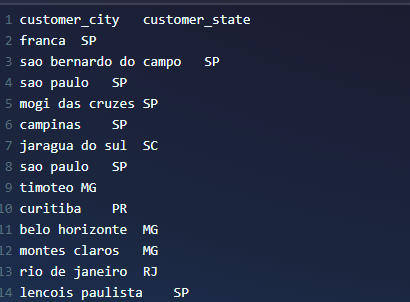 1 customer_city customer_state
2 franca SP
3 sao bernardo do campo SP
4 sao paulo SP
5 mogi das cruzes SP
6 campinas SP
7 jaragua do sul SC
8 sao paulo SP
9 timoteo MG
10 curitiba PR
11 belo horizonte MG
12 montes claros MG
13 rio de janeiro RJ
14 lencois paulista SP